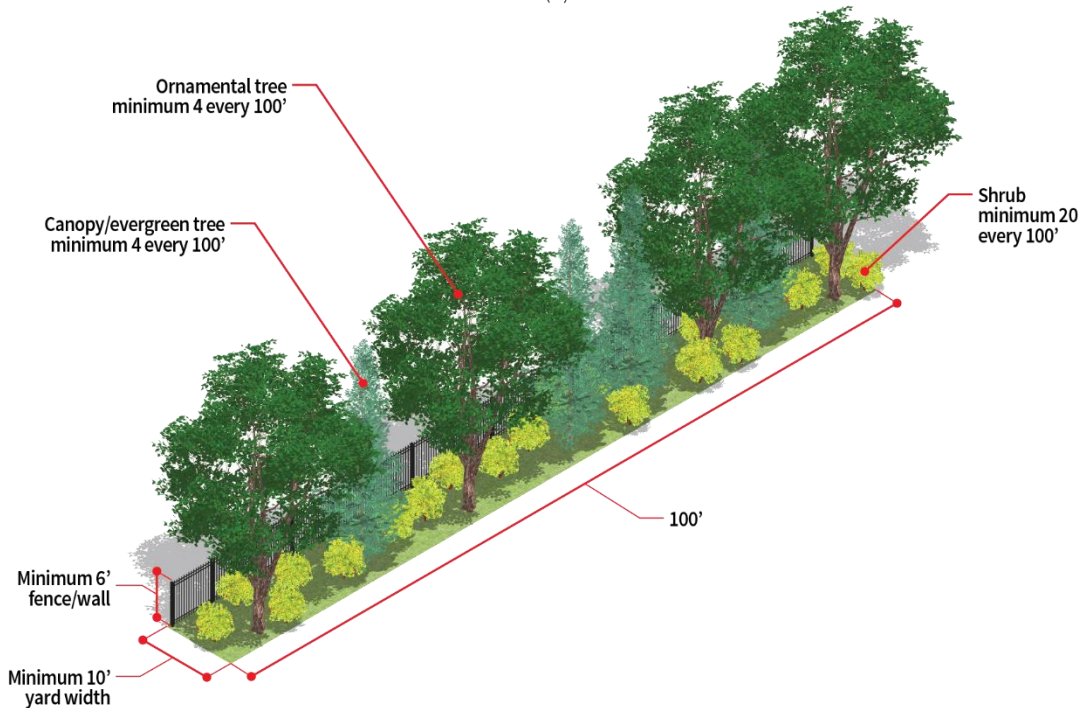 Ornamental tree
minimum 4 every 100’
Canopy/evergreen tree
minimum 4 every 100’
Shrub
minimum 20
every 100’
100’
Minimum 6’
fence/wall
Minimum 10’
yard width